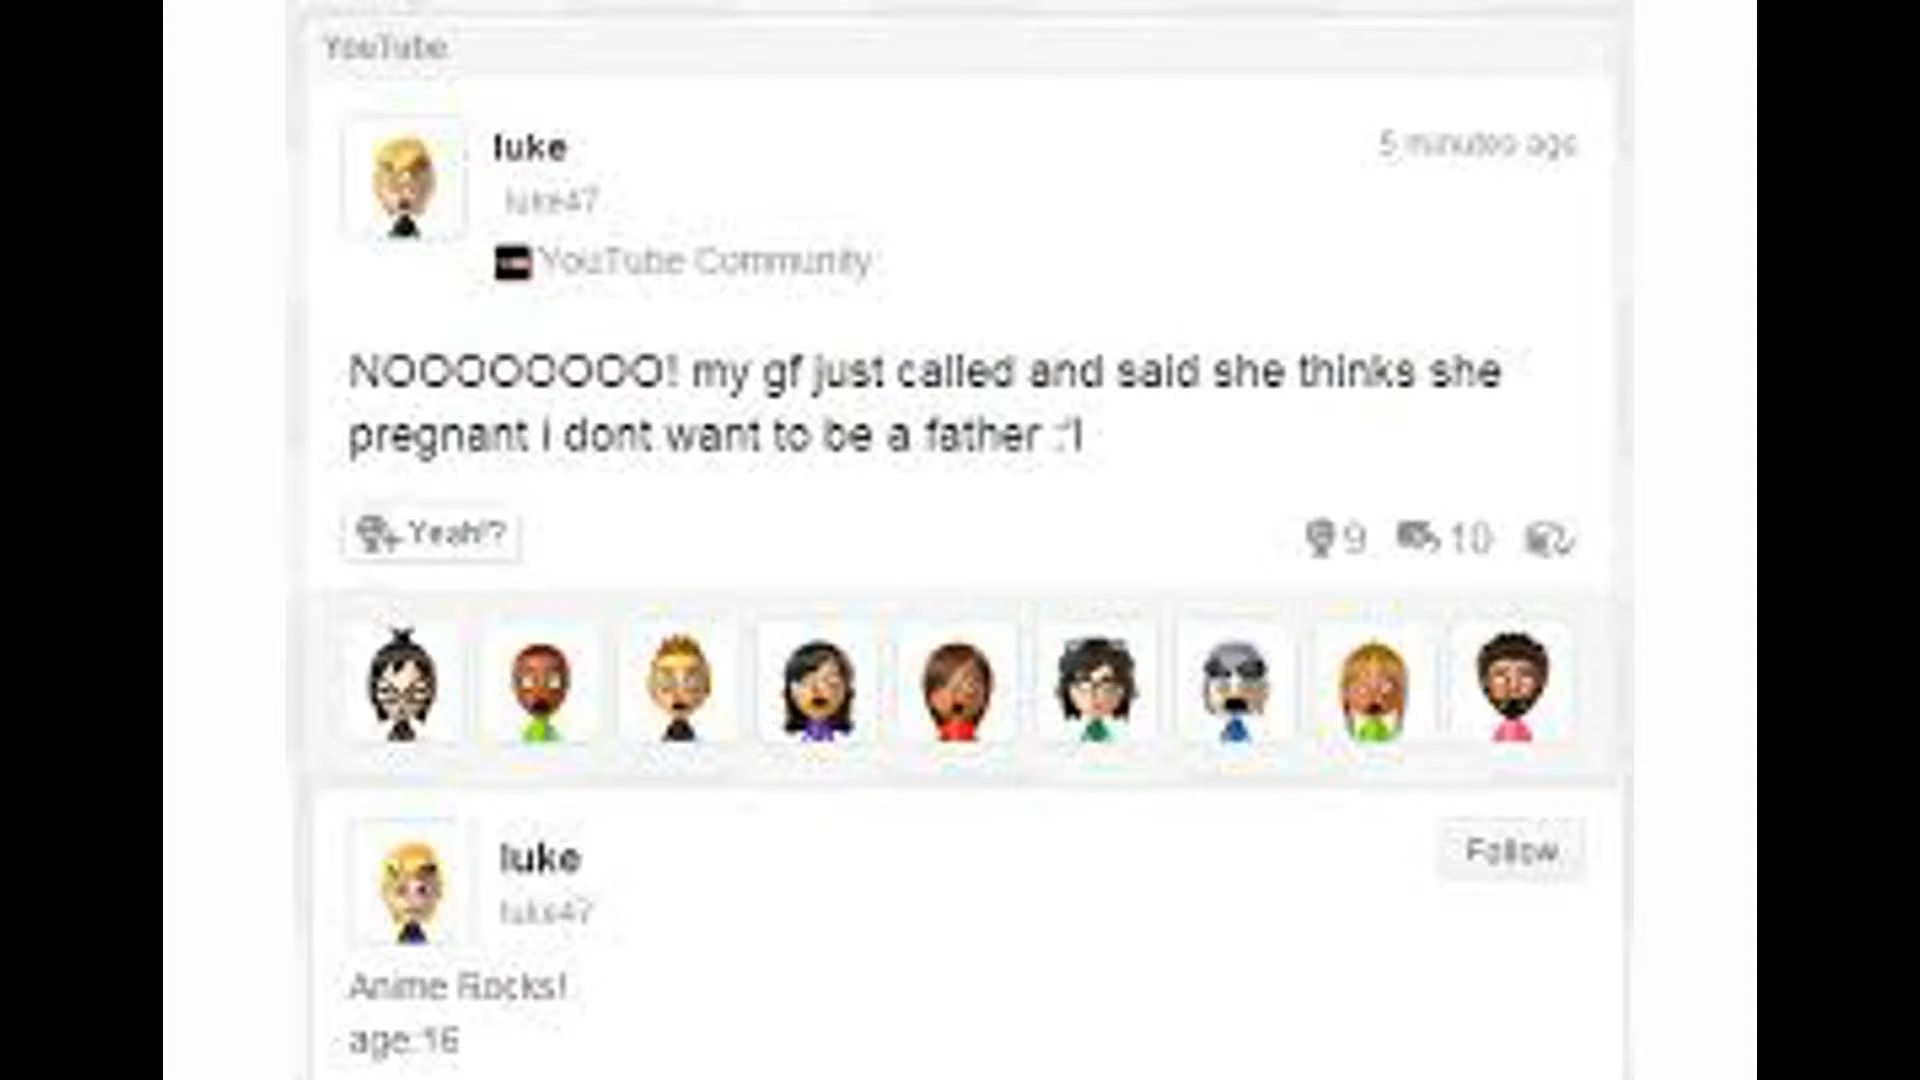 YouTube
luke
5 minutes ago
luke47
YouTube Community
NOOOOOOOO! my gf just called and said she thinks she
pregnant i dont want to be a father :'l
Yeah!?
9 10
luke
Follow
luke47
Anime Rocks!
age:16